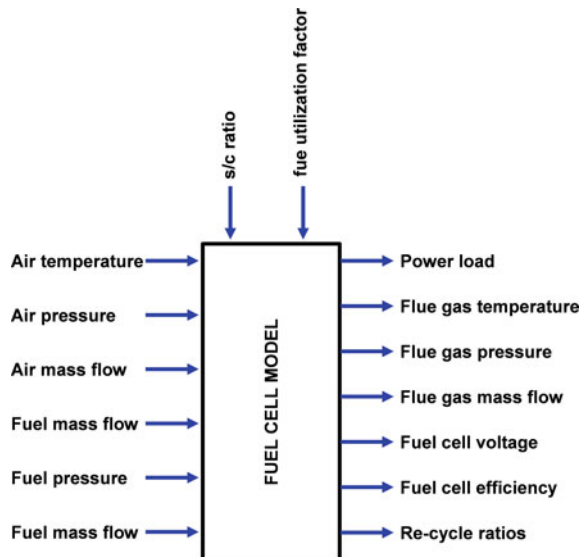 s/c ratio
fue utilization factor
Air temperature
Air pressure
Air mass flow
Fuel mass flow
Fuel pressure
Fuel mass flow
FUEL CELL MODEL
Power load
Flue gas temperature
Flue gas pressure
Flue gas mass flow
Fuel cell voltage
Fuel cell efficiency
Re-cycle ratios